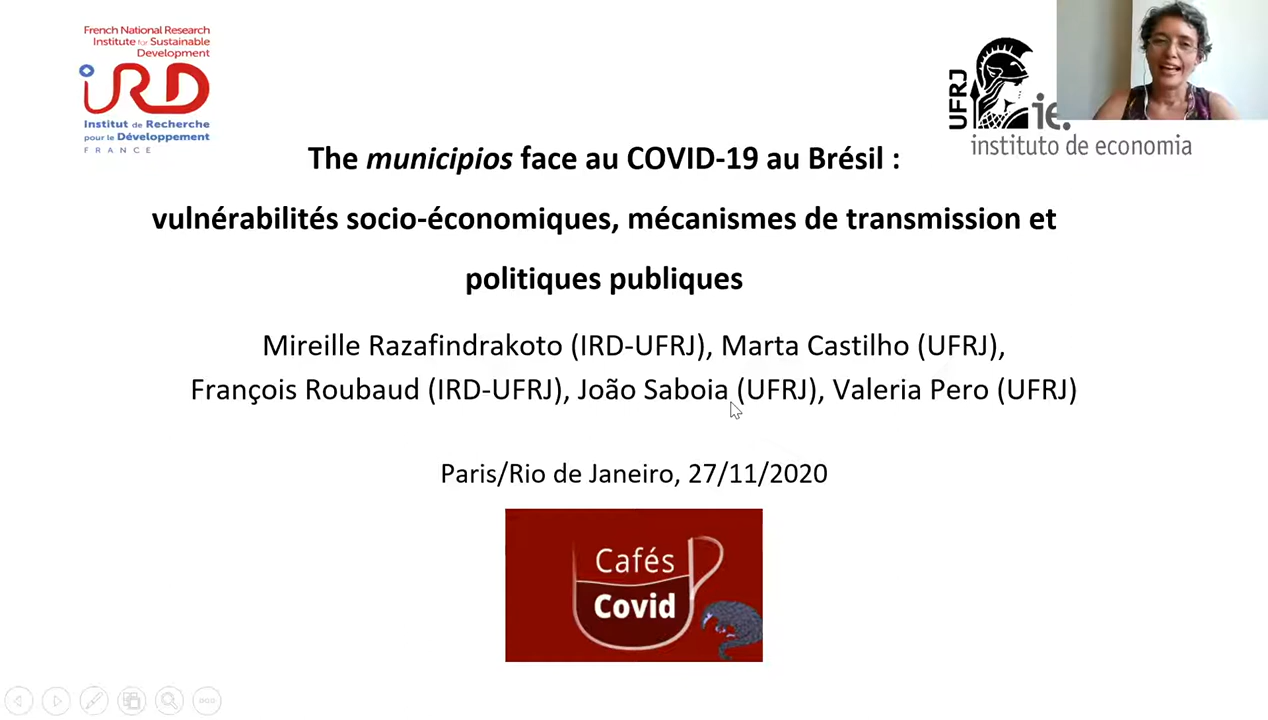 French National Research
Institute for Sustainable
Development
IRD
Institut de Recherche
pour le Développement
FRANCE
UFRJ
ie.
instituto de economia
The municipios face au COVID-19 au Brésil :
vulnérabilités socio-économiques, mécanismes de transmission et
politiques publiques
Mireille Razafindrakoto (IRD-UFRJ), Marta Castilho (UFRJ),
François Roubaud (IRD-UFRJ), João Saboia (UFRJ), Valeria Pero (UFRJ)
Paris/Rio de Janeiro, 27/11/2020
Cafés
Covid